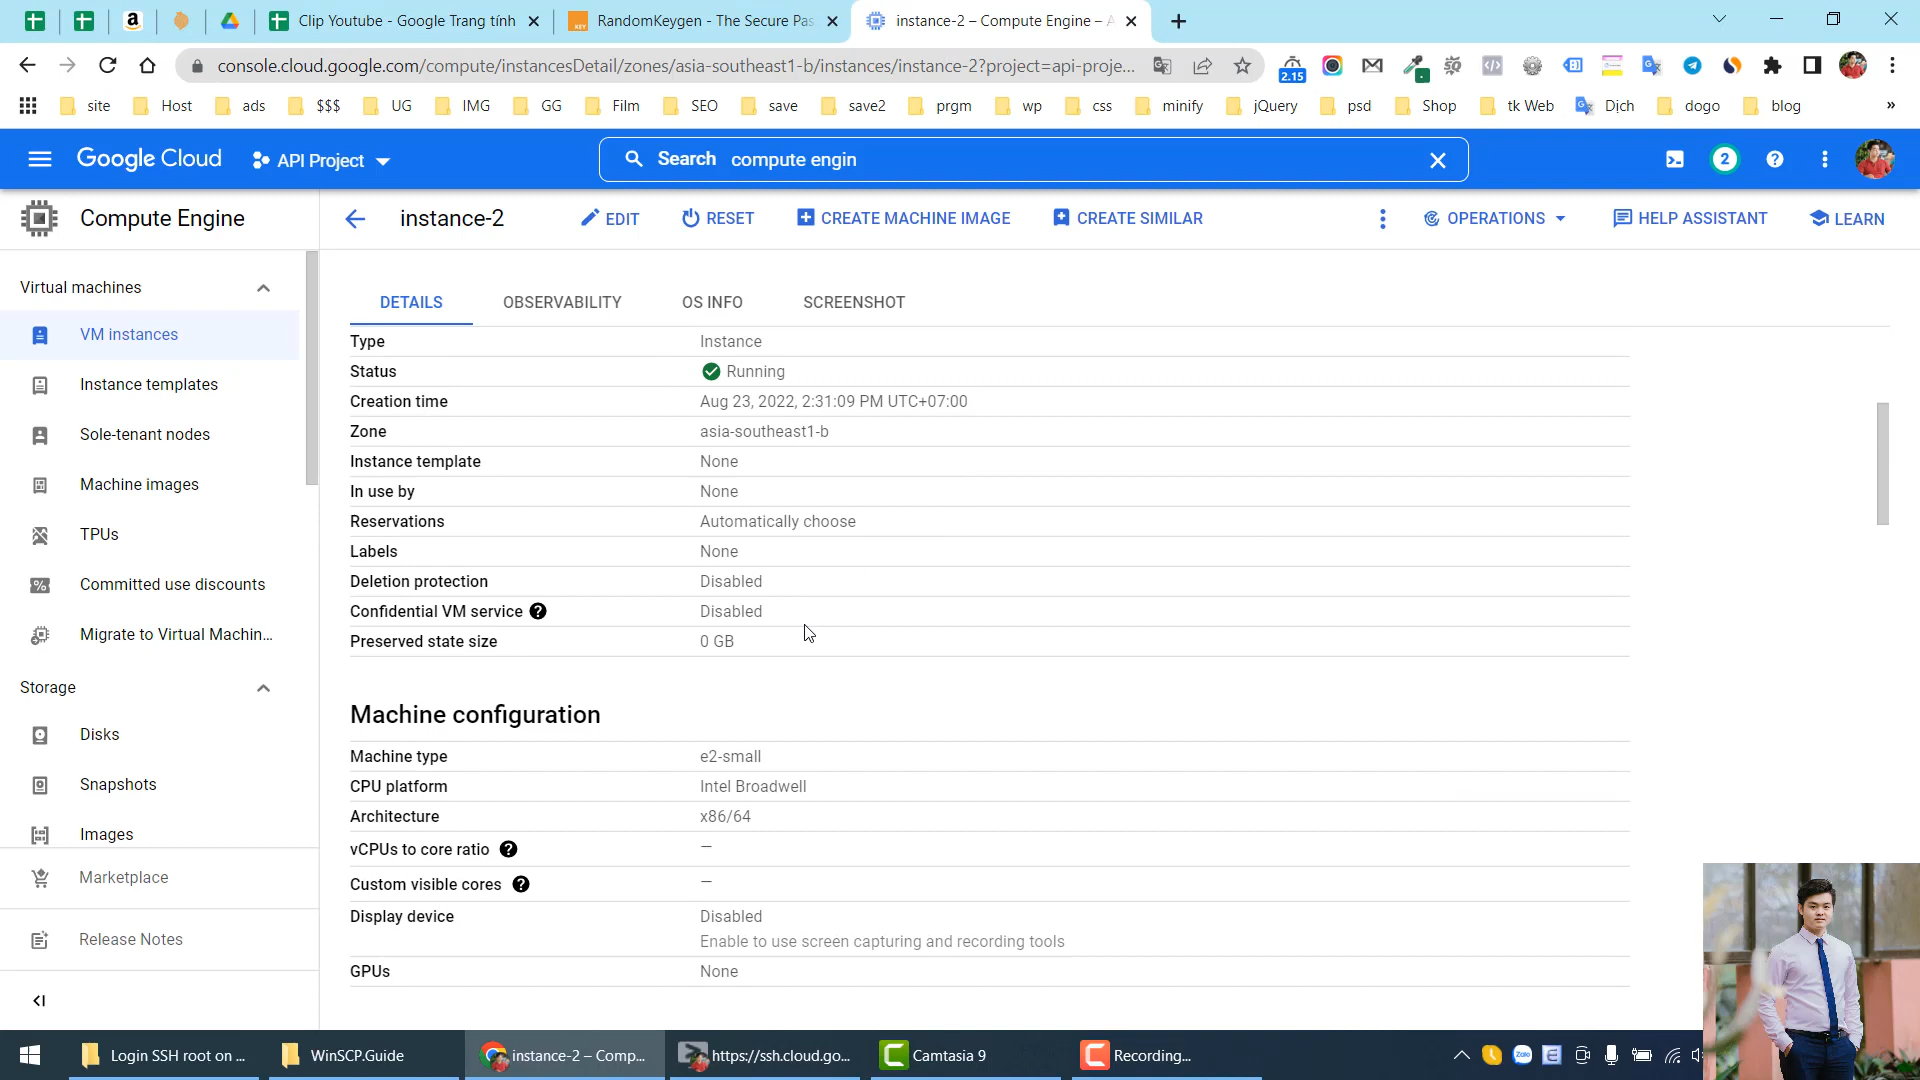 Clip Youtube - Google Trang tính
RandomKeygen - The Secure Pas
instance-2 – Compute Engine – A
console.cloud.google.com/compute/instancesDetail/zones/asia-southeast1-b/instances/instance-2?project=api-proje...
2.15
site
Host
ads
$$$
UG
IMG
GG
Film
SEO
save
save2
prgm
wp
css
minify
jQuery
psd
Shop
tk Web
Dịch
dogo
blog
»
Google Cloud
API Project
Search compute engin
2
Compute Engine
instance-2
EDIT
RESET
CREATE MACHINE IMAGE
CREATE SIMILAR
OPERATIONS
HELP ASSISTANT
LEARN
Virtual machines
VM instances
Instance templates
Sole-tenant nodes
Machine images
TPUs
Committed use discounts
Migrate to Virtual Machin...
Storage
Disks
Snapshots
Images
Marketplace
Release Notes
DETAILS
OBSERVABILITY
OS INFO
SCREENSHOT
Type Instance
Status Running
Creation time Aug 23, 2022, 2:31:09 PM UTC+07:00
Zone asia-southeast1-b
Instance template None
In use by None
Reservations Automatically choose
Labels None
Deletion protection Disabled
Confidential VM service Disabled
Preserved state size 0 GB
Machine configuration
Machine type e2-small
CPU platform Intel Broadwell
Architecture x86/64
vCPUs to core ratio —
Custom visible cores —
Display device Disabled
Enable to use screen capturing and recording tools
GPUs None
Login SSH root on ...
WinSCP.Guide
instance-2 – Comp...
https://ssh.cloud.go...
Camtasia 9
Recording...